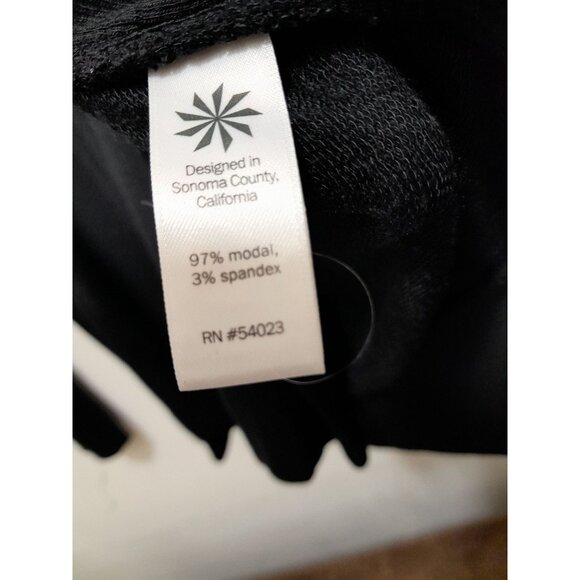 Designed in
Sonoma County,
California
97% modal,
3% spandex
RN #54023